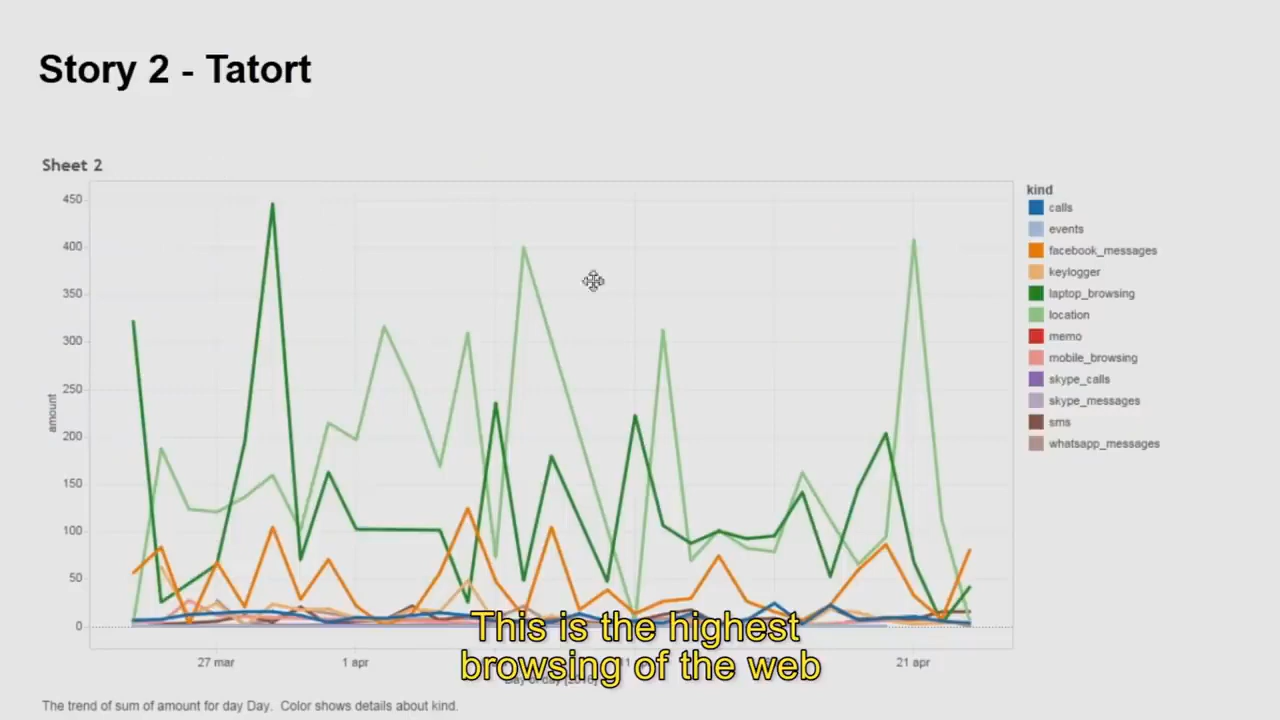 Story 2 - Tatort
Sheet 2
kind
calls
events
facebook_messages
keylogger
laptop_browsing
location
memo
mobile_browsing
skype_calls
skype_messages
sms
whatsapp_messages
amount
450
400
350
300
250
200
150
100
50
0
27 mar
1 apr
21 apr
This is the highest
browsing of the web
The trend of sum of amount for day Day. Color shows details about kind.